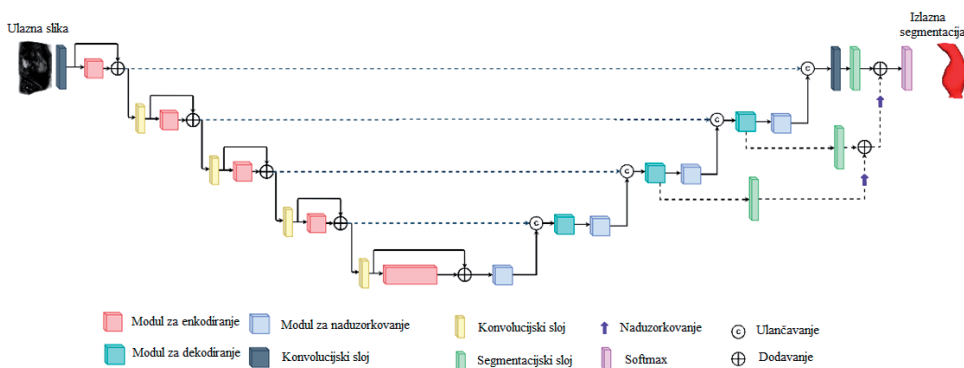 Ulazna slika
Izlazna
segmentacija
C
C
C
C
Modul za enkodiranje
Modul za naduzorkovanje
Konvolucijski sloj
Naduzorkovanje
C
Ulančavanje
Modul za dekodiranje
Konvolucijski sloj
Segmentacijski sloj
Softmax
Dodavanje